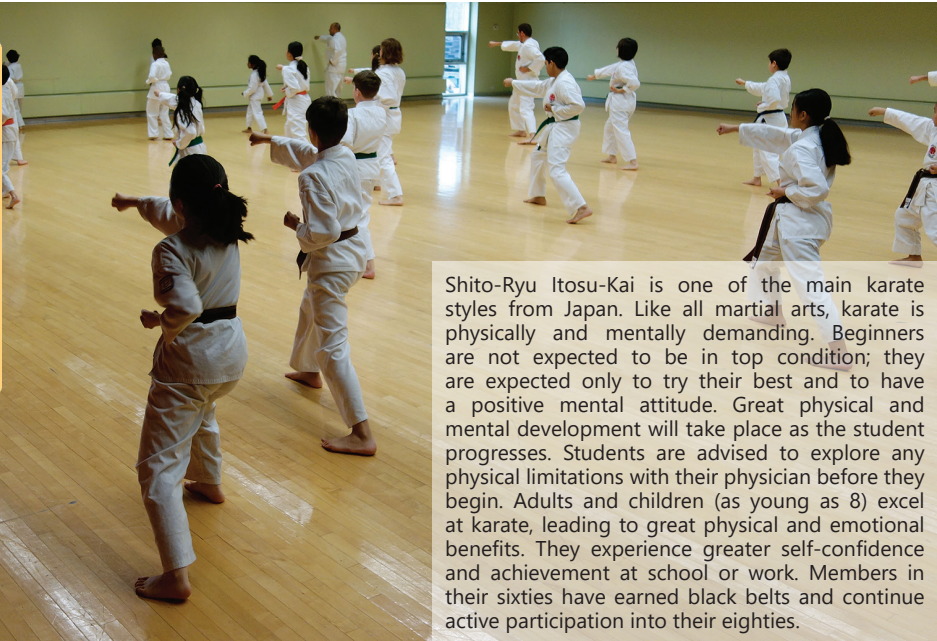 Shito-Ryu Itosu-Kai is one of the main karate
styles from Japan. Like all martial arts, karate is
physically and mentally demanding. Beginners
are not expected to be in top condition; they
are expected only to try their best and to have
a positive mental attitude. Great physical and
mental development will take place as the student
progresses. Students are advised to explore any
physical limitations with their physician before they
begin. Adults and children (as young as 8) excel
at karate, leading to great physical and emotional
benefits. They experience greater self-confidence
and achievement at school or work. Members in
their sixties have earned black belts and continue
active participation into their eighties.